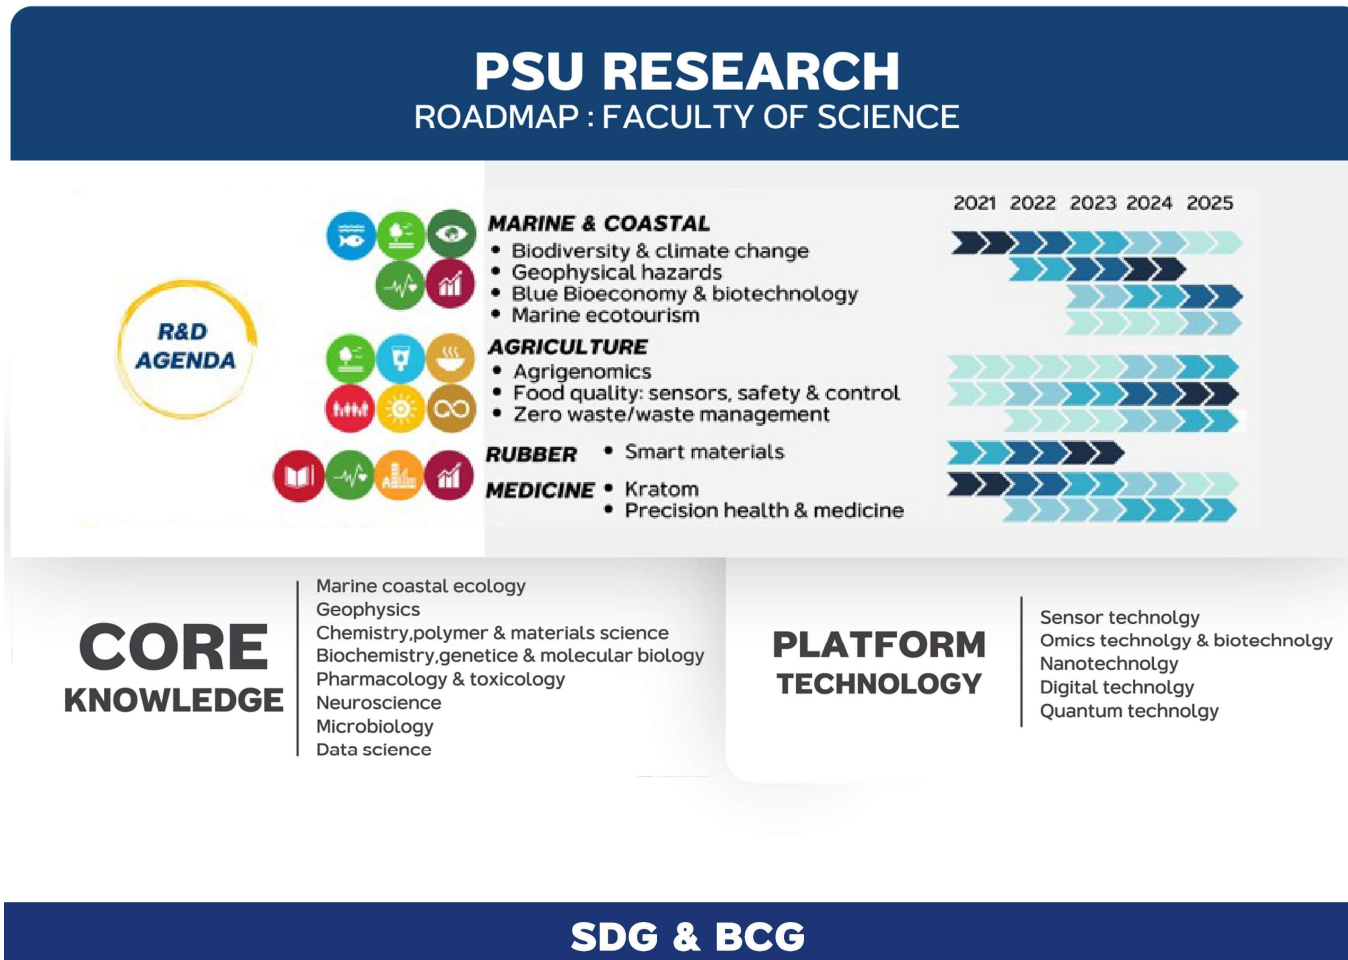 PSU RESEARCH
ROADMAP : FACULTY OF SCIENCE
2021 2022 2023 2024 2025
R&D
AGENDA
MARINE & COASTAL
• Biodiversity & climate change
• Geophysical hazards
• Blue Bioeconomy & biotechnology
• Marine ecotourism
AGRICULTURE
• Agrigenomics
• Food quality: sensors, safety & control
• Zero waste/waste management
RUBBER • Smart materials
MEDICINE • Kratom
• Precision health & medicine
CORE
KNOWLEDGE
Marine coastal ecology
Geophysics
Chemistry,polymer & materials science
Biochemistry,genetice & molecular biology
Pharmacology & toxicology
Neuroscience
Microbiology
Data science
PLATFORM
TECHNOLOGY
Sensor technolgy
Omics technolgy & biotechnolgy
Nanotechnolgy
Digital technolgy
Quantum technolgy
SDG & BCG